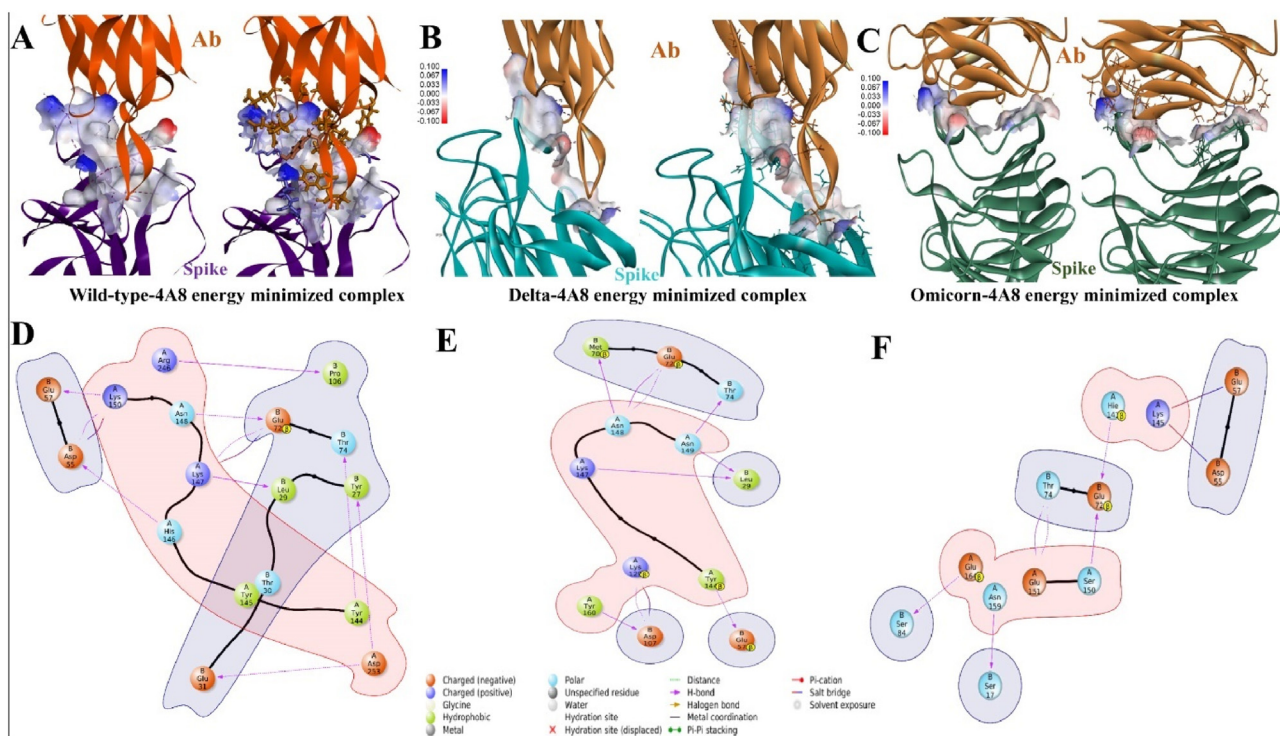 A
Ab
Spike
Wild-type-4A8 energy minimized complex
B
Ab
0.100
0.067
0.033
0.000
-0.033
-0.067
-0.100
Spike
Delta-4A8 energy minimized complex
C
Ab
0.100
0.067
0.033
0.000
-0.033
-0.067
-0.100
Spike
Omicorn-4A8 energy minimized complex
D
A
Arg
246
B
Pro
106
B
Glu
57
A
Lys
150
A
Asn
148
B
Glu
72
β
B
Thr
74
B
Asp
55
A
Lys
147
B
Leu
29
B
Tyr
27
A
His
146
A
Tyr
145
B
Thr
30
A
Tyr
144
A
Asp
253
B
Glu
31
E
B
Met
70
β
B
Glu
72
β
B
Thr
74
A
Asn
148
A
Asn
149
A
Lys
147
B
Leu
29
A
Lys
β
A
Tyr
β
A
Tyr
160
B
Asp
107
B
Glu
β
F
B
Glu
57
A
Hie
141
β
A
Lys
145
B
Asp
55
B
Thr
74
B
Glu
72
β
A
Glu
β
A
Glu
151
A
Ser
150
A
Asn
159
B
Ser
84
B
Ser
17
Charged (negative)
Charged (positive)
Glycine
Hydrophobic
Metal
Polar
Unspecified residue
Water
Hydration site
Hydration site (displaced)
Distance
H-bond
Halogen bond
Metal coordination
Pi-Pi stacking
Pi-cation
Salt bridge
Solvent exposure